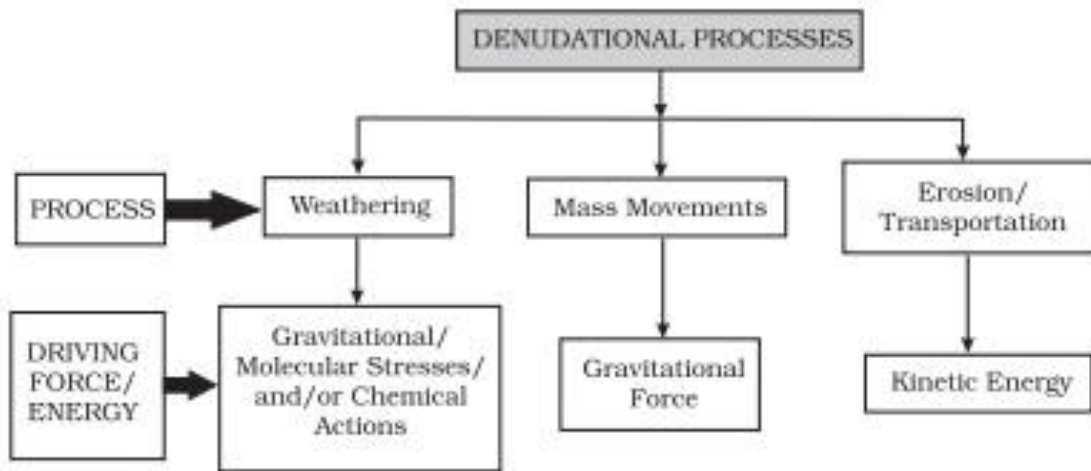 DENUDATIONAL PROCESSES
PROCESS
Weathering
Mass Movements
Erosion/
Transportation
DRIVING
FORCE/
ENERGY
Gravitational/
Molecular Stresses/
and/or Chemical
Actions
Gravitational
Force
Kinetic Energy